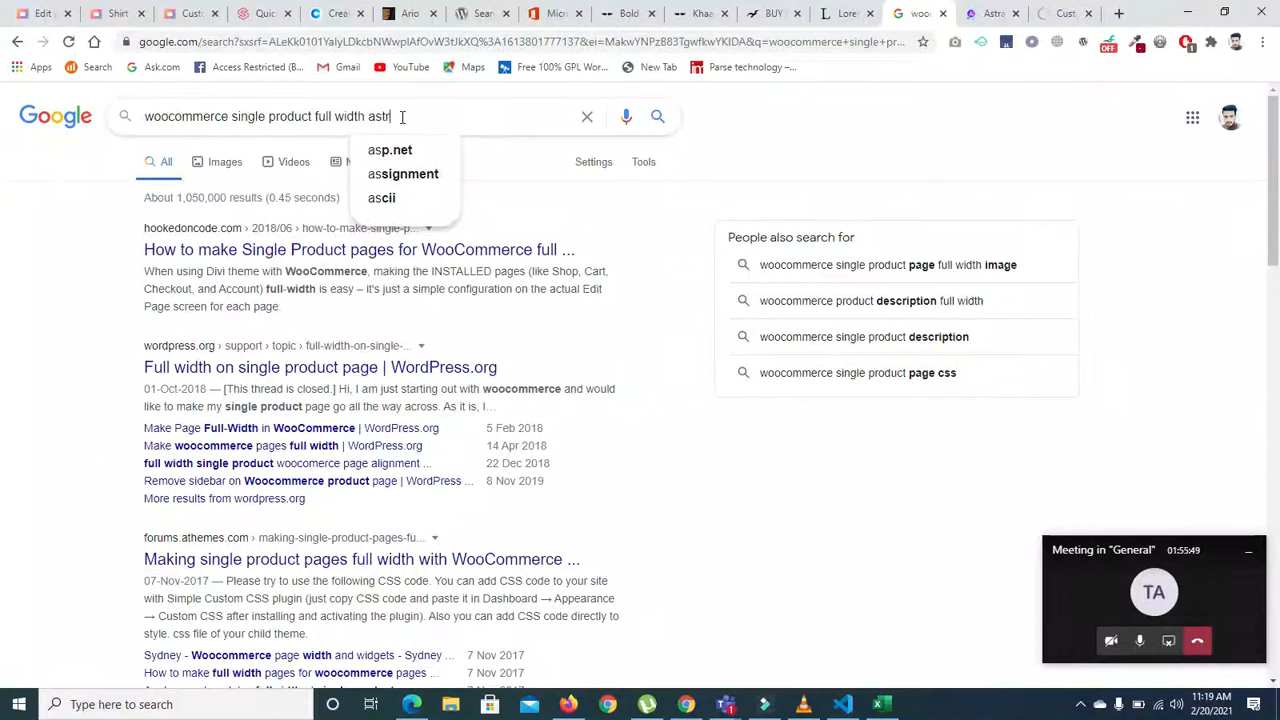 Edit
Shirt
Custo
Quic
Crea
Ario
Sear
Micr
Bold
Khaa
BUY
Lorel
woo
Astra
Cust
google.com/search?sxsrf=ALeKk0101YaIyLDkcbNWwpIAfOvW3tIcXQ%3A1613801777137&ei=MakwYNPzB83TgwfkwYKIDA&q=woocommerce+single+pr...
OFF
Apps
Search
Ask.com
Access Restricted (B...
Gmail
YouTube
Maps
Free 100% GPL Wor...
New Tab
Parse technology –...
Google
woocommerce single product full width astr
asp.net
assignment
ascii
All
Images
Videos
N
Settings
Tools
About 1,050,000 results (0.45 seconds)
hookedoncode.com › 2018/06 › how-to-make-single-p...
How to make Single Product pages for WooCommerce full ...
When using Divi theme with WooCommerce, making the INSTALLED pages (like Shop, Cart,
Checkout, and Account) full-width is easy – it's just a simple configuration on the actual Edit
Page screen for each page.
wordpress.org › support › topic › full-width-on-single-...
Full width on single product page | WordPress.org
01-Oct-2018 — [This thread is closed.] Hi, I am just starting out with woocommerce and would
like to make my single product page go all the way across. As it is, I...
Make Page Full-Width in WooCommerce | WordPress.org 5 Feb 2018
Make woocommerce pages full width | WordPress.org 14 Apr 2018
full width single product woocomerce page alignment ... 22 Dec 2018
Remove sidebar on Woocommerce product page | WordPress ... 8 Nov 2019
More results from wordpress.org
forums.athemes.com › making-single-product-pages-fu...
Making single product pages full width with WooCommerce ...
07-Nov-2017 — Please try to use the following CSS code. You can add CSS code to your site
with Simple Custom CSS plugin (just copy CSS code and paste it in Dashboard → Appearance
→ Custom CSS after installing and activating the plugin). Also you can add CSS code directly to
style. css file of your child theme.
Sydney - Woocommerce page width and widgets - Sydney ... 7 Nov 2017
How to make full width pages for woocommerce pages ... 7 Nov 2017
People also search for
woocommerce single product page full width image
woocommerce product description full width
woocommerce single product description
woocommerce single product page css
Meeting in "General" 01:55:49
TA
Type here to search
11:19 AM
2/20/2021